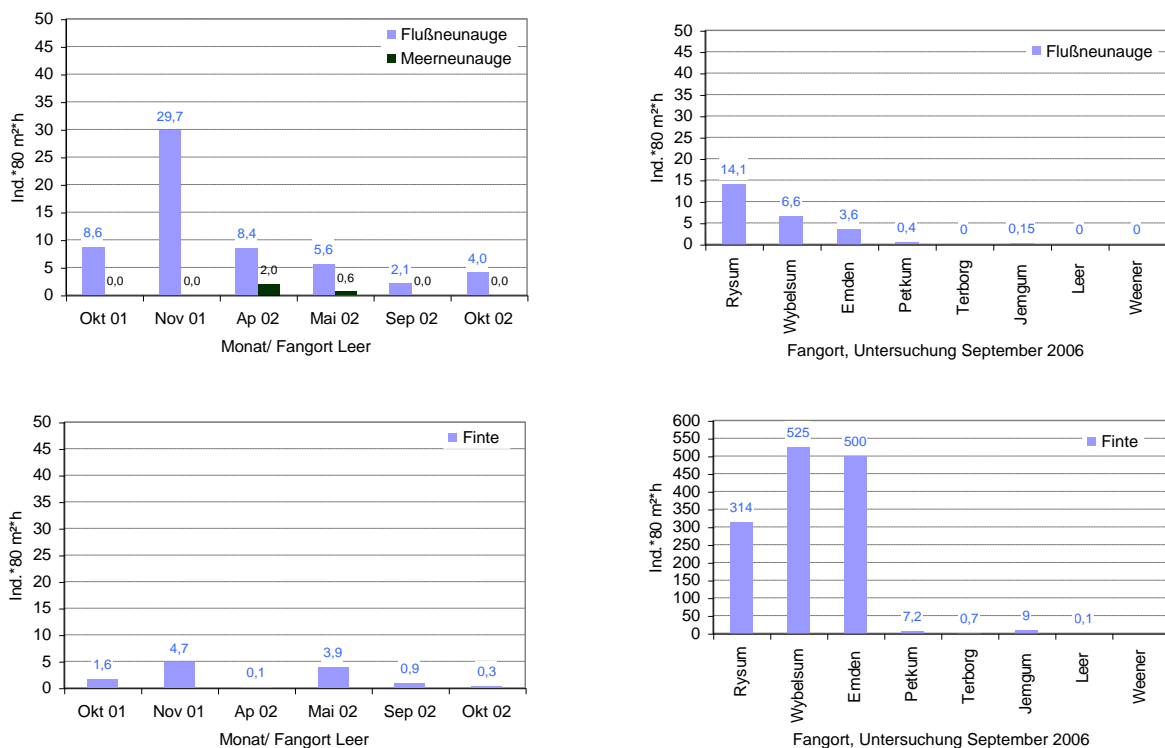 50
45
40
35
30
25
20
15
10
5
0
Ind.*80 m²*h
Flußneunauge
Meerneunauge
8,6 0,0 29,7 0,0 8,4 2,0 5,6 0,6 2,1 0,0 4,0 0,0
Okt 01 Nov 01 Ap 02 Mai 02 Sep 02 Okt 02
Monat/ Fangort Leer
50
45
40
35
30
25
20
15
10
5
0
Ind.*80 m²*h
Flußneunauge
14,1 6,6 3,6 0,4 0 0,15 0 0
Rysum
Wybelsum
Emden
Petkum
Terborg
Jemgum
Leer
Weener
Fangort, Untersuchung September 2006
50
45
40
35
30
25
20
15
10
5
0
Ind.*80 m²*h
Finte
1,6 4,7 0,1 3,9 0,9 0,3
Okt 01 Nov 01 Ap 02 Mai 02 Sep 02 Okt 02
Monat/ Fangort Leer
600
550
500
450
400
350
300
250
200
150
100
50
0
Ind.*80 m²*h
Finte
314 525 500 7,2 0,7 9 0,1
Rysum
Wybelsum
Emden
Petkum
Terborg
Jemgum
Leer
Weener
Fangort, Untersuchung September 2006